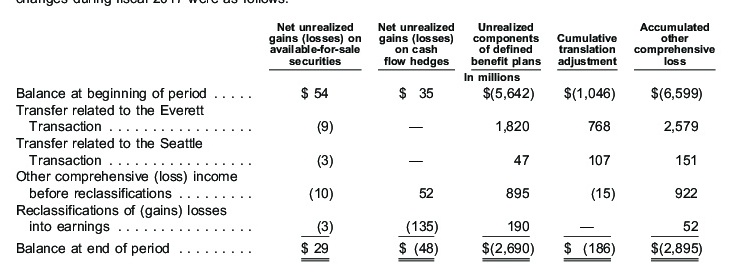 changes during fiscal 2017 were as follows:
Net unrealized gains (losses) on available-for-sale securities | Net unrealized gains (losses) on cash flow hedges | Unrealized components of defined benefit plans | Cumulative translation adjustment | Accumulated other comprehensive loss
In millions
Balance at beginning of period ..... $ 54 $ 35 $(5,642) $(1,046) $(6,599)
Transfer related to the Everett
Transaction ................. (9) — 1,820 768 2,579
Transfer related to the Seattle
Transaction ................. (3) — 47 107 151
Other comprehensive (loss) income
before reclassifications ......... (10) 52 895 (15) 922
Reclassifications of (gains) losses
into earnings ................ (3) (135) 190 — 52
Balance at end of period ......... $ 29 $ (48) $(2,690) $ (186) $(2,895)